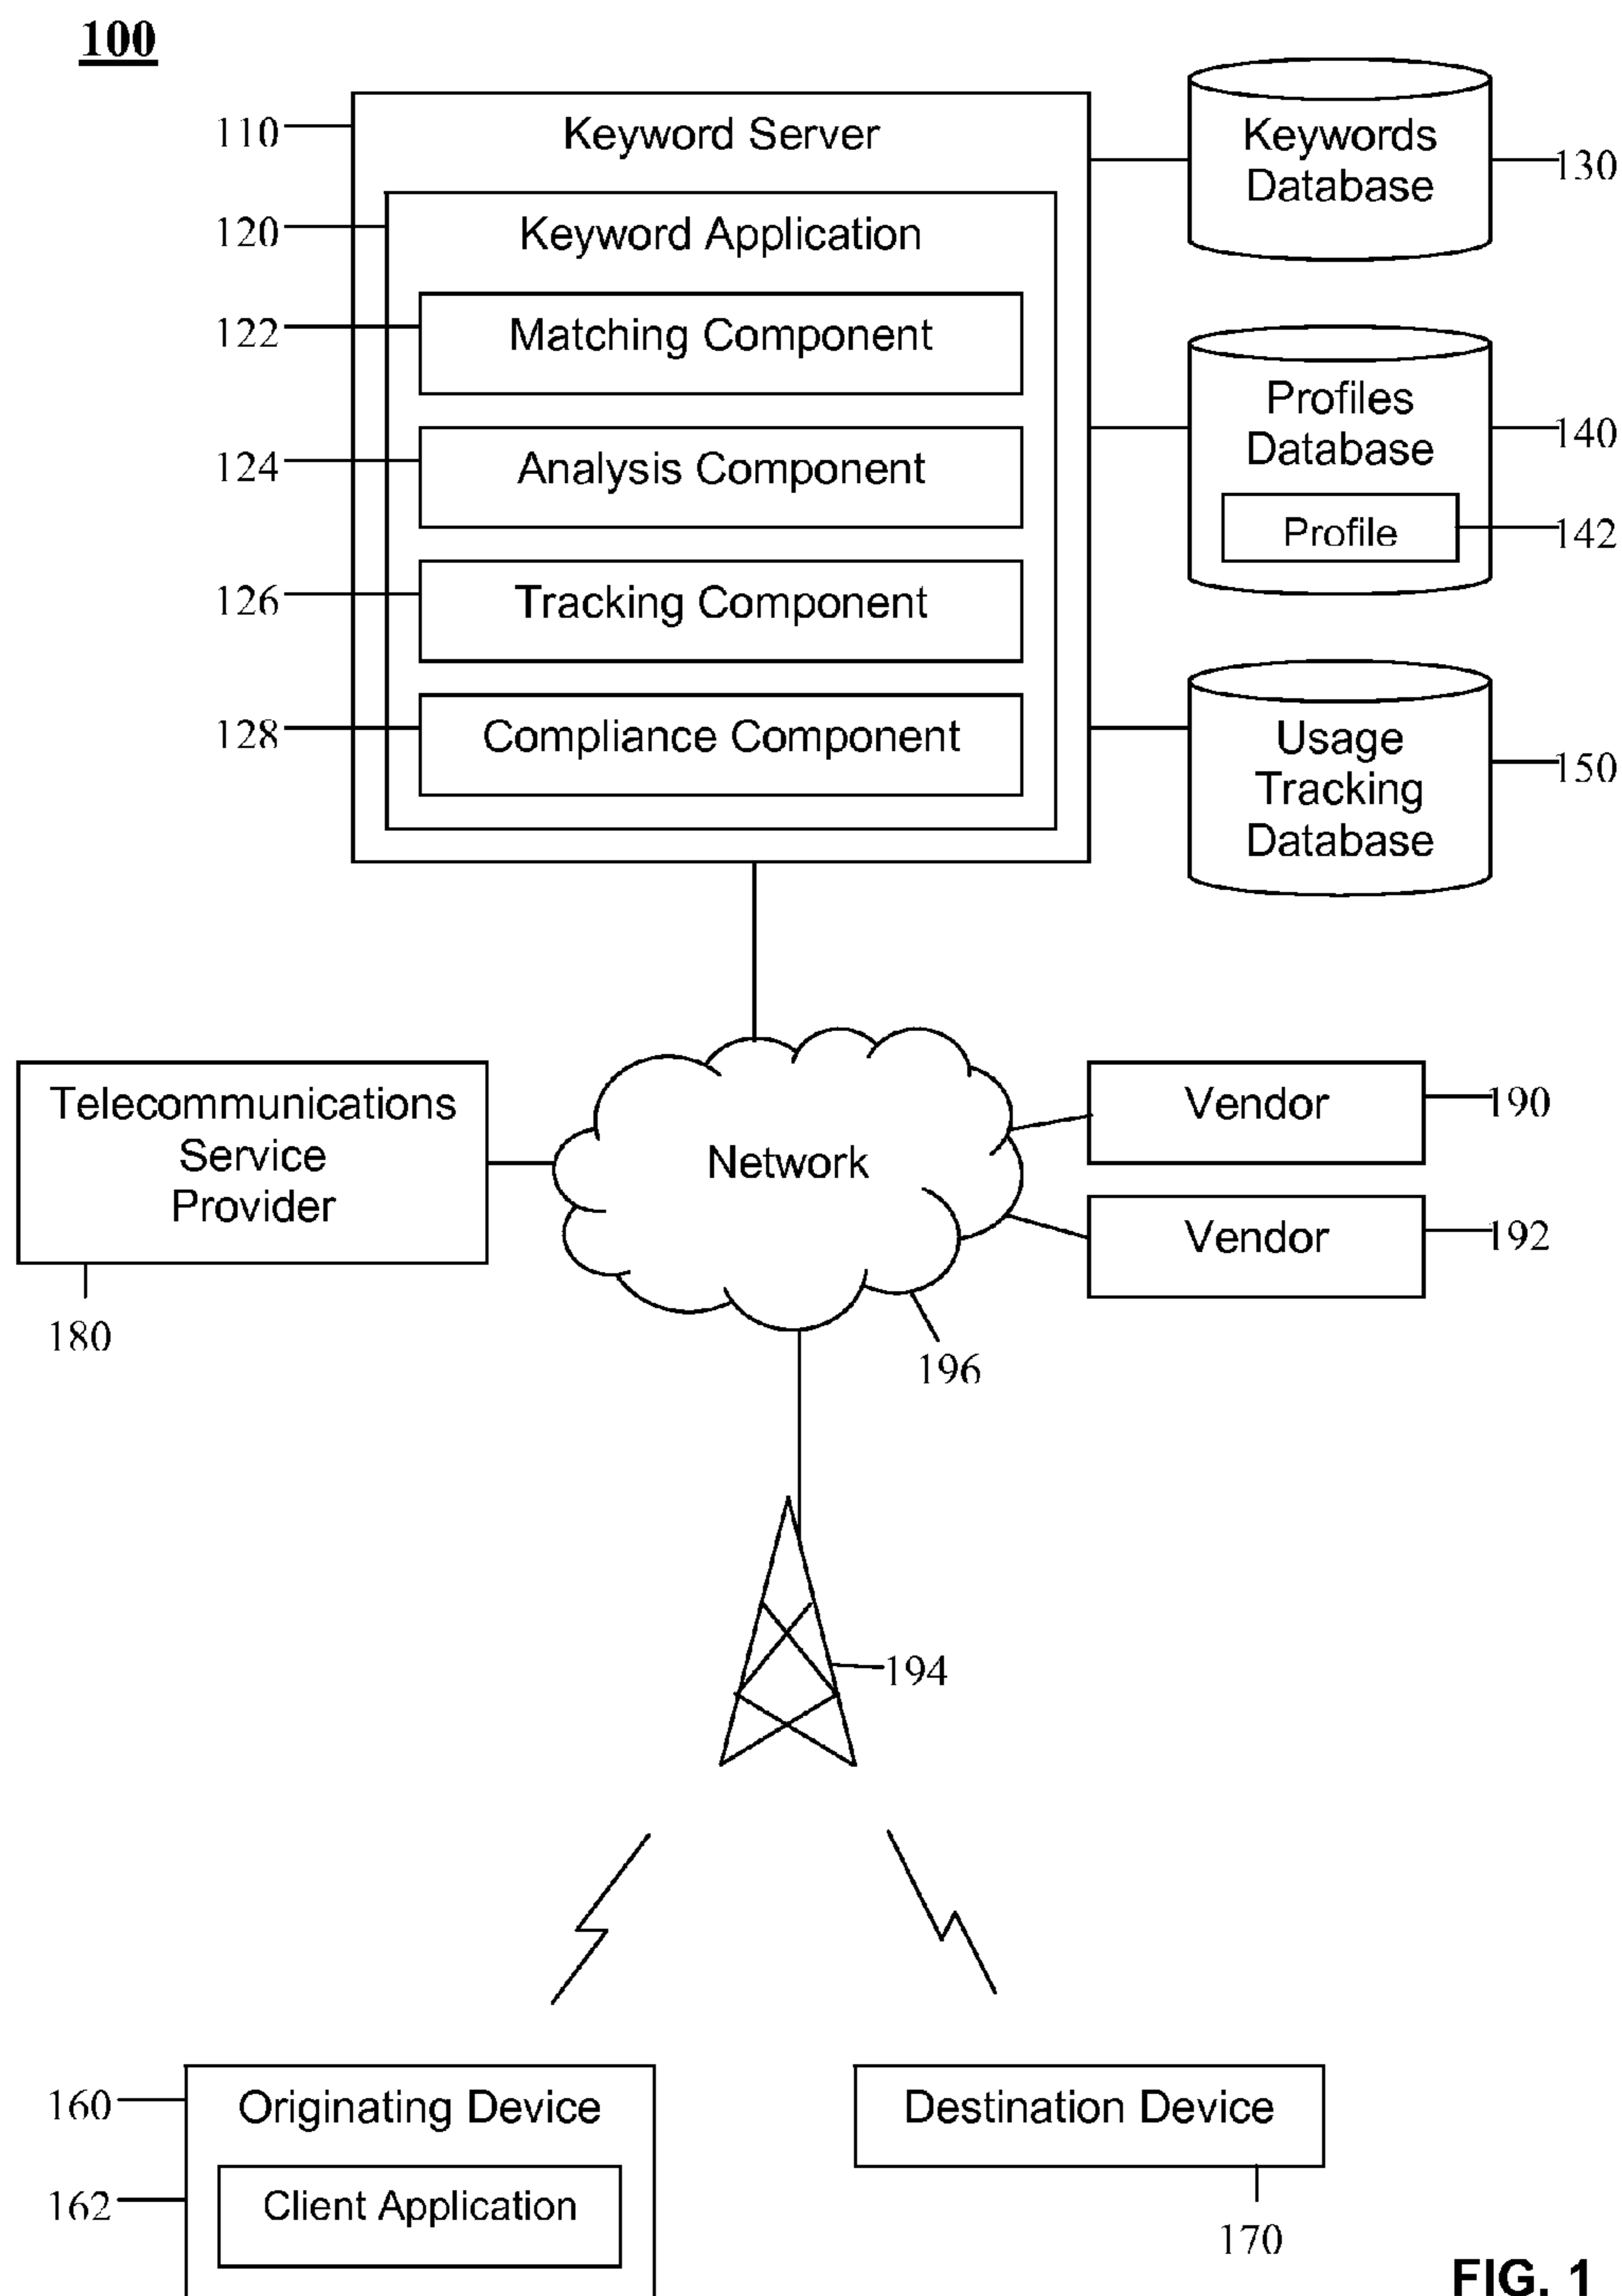 100
110
Keyword Server
Keywords
Database
130
120
Keyword Application
122
Matching Component
Profiles
Database
140
124
Analysis Component
Profile
142
126
Tracking Component
128
Compliance Component
Usage
Tracking
Database
150
Telecommunications
Service
Provider
180
Network
Vendor
190
Vendor
192
196
194
160
Originating Device
Destination Device
162
Client Application
170
FIG. 1